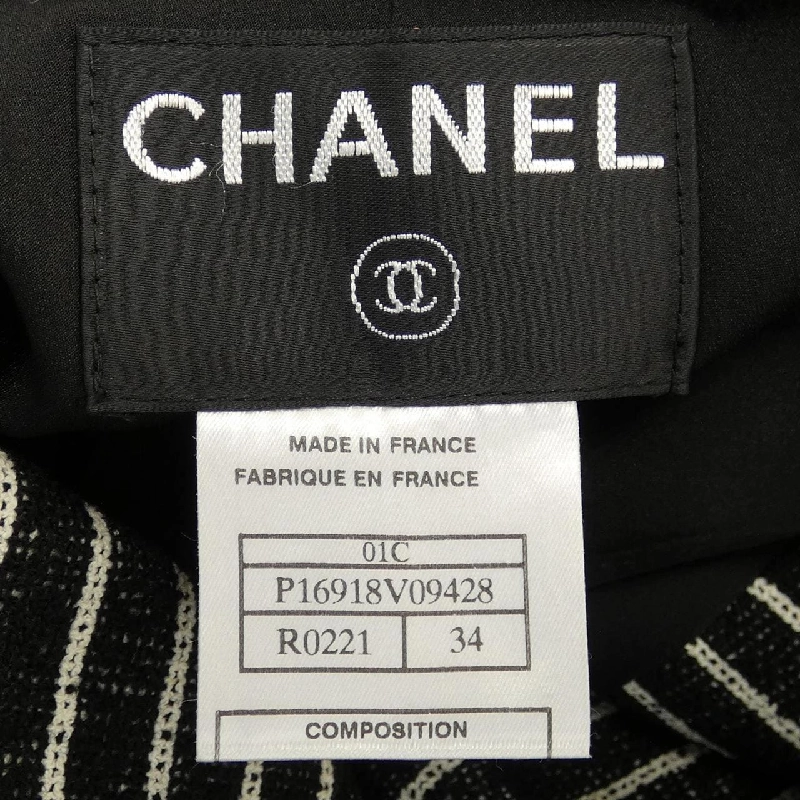 CHANEL
MADE IN FRANCE
FABRIQUE EN FRANCE
01C
P16918V09428
R0221 34
COMPOSITION